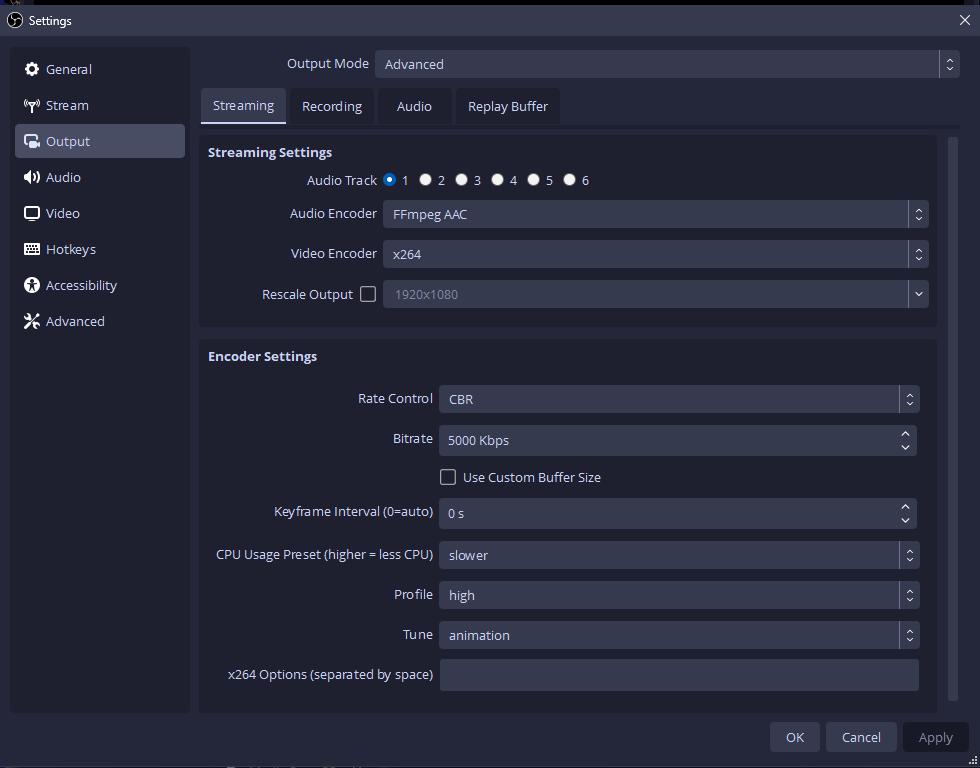 Settings
General
Stream
Output
Audio
Video
Hotkeys
Accessibility
Advanced
Output Mode Advanced
Streaming Recording Audio Replay Buffer
Streaming Settings
Audio Track 1 2 3 4 5 6
Audio Encoder FFmpeg AAC
Video Encoder x264
Rescale Output 1920x1080
Encoder Settings
Rate Control CBR
Bitrate 5000 Kbps
Use Custom Buffer Size
Keyframe Interval (0=auto) 0 s
CPU Usage Preset (higher = less CPU) slower
Profile high
Tune animation
x264 Options (separated by space)
OK Cancel Apply